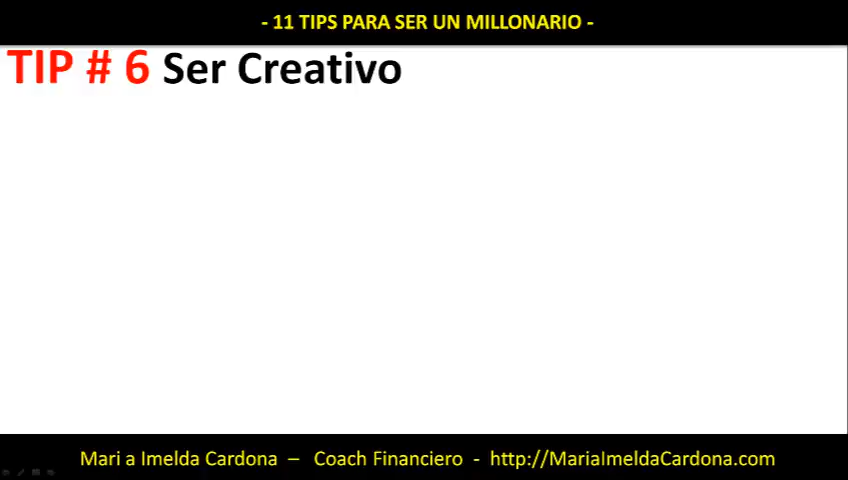 - 11 TIPS PARA SER UN MILLONARIO -
TIP # 6 Ser Creativo
Mari a Imelda Cardona – Coach Financiero - http://MariaImeldaCardona.com